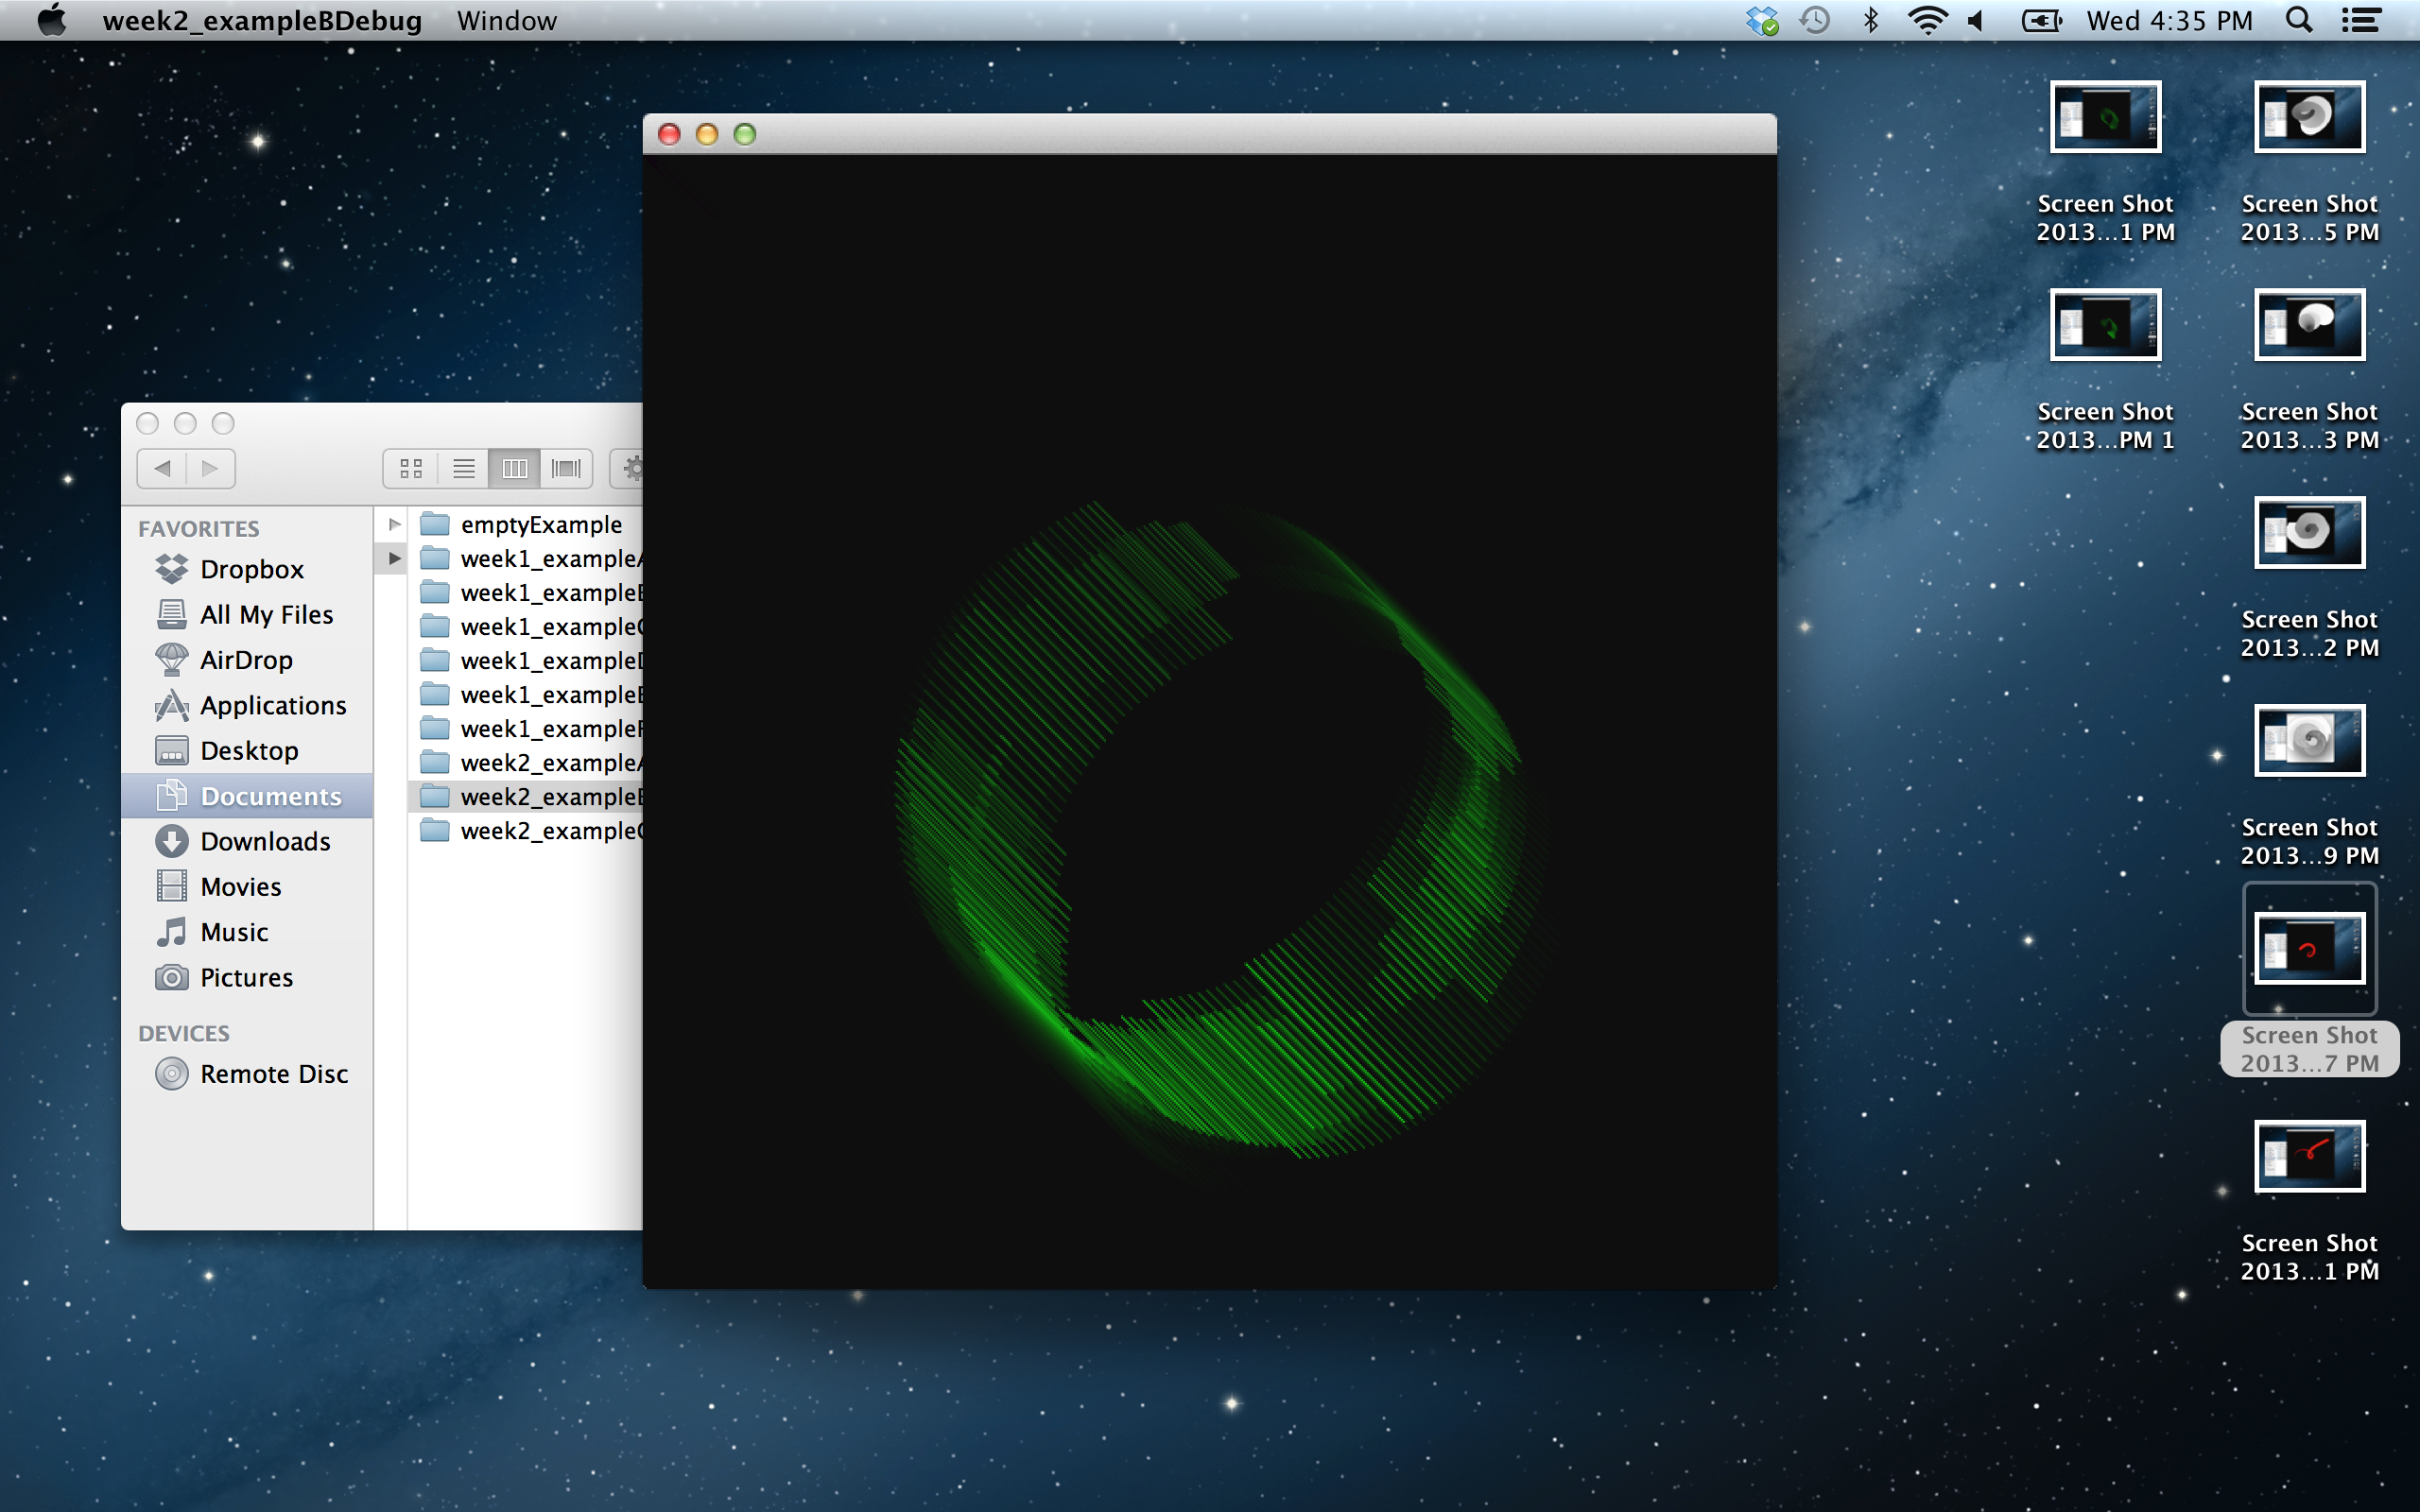 week2_exampleBDebug Window Wed 4:35 PM
Screen Shot
2013...1 PM
Screen Shot
2013...5 PM
Screen Shot
2013...PM 1
Screen Shot
2013...3 PM
Screen Shot
2013...2 PM
Screen Shot
2013...9 PM
Screen Shot
2013...7 PM
Screen Shot
2013...1 PM
FAVORITES
Dropbox
All My Files
AirDrop
Applications
Desktop
Documents
Downloads
Movies
Music
Pictures
DEVICES
Remote Disc
emptyExample
week1_exampleA
week1_exampleB
week1_exampleC
week1_exampleD
week1_exampleE
week1_exampleF
week2_exampleA
week2_exampleB
week2_exampleC